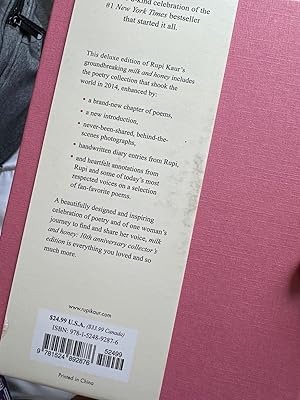 -kind celebration of the
#1 New York Times bestseller
that started it all.
This deluxe edition of Rupi Kaur's
groundbreaking milk and honey includes
the poetry collection that shook the
world in 2014, enhanced by:
• a brand-new chapter of poems,
• a new introduction,
• never-been-shared, behind-the-
scenes photographs,
• handwritten diary entries from Rupi,
• and heartfelt annotations from
Rupi and some of today's most
respected voices on a selection
of fan-favorite poems.
A beautifully designed and inspiring
celebration of poetry and of one woman's
journey to find and share her voice, milk
and honey: 10th anniversary collector's
edition is everything you loved and so
much more.
www.rupikaur.com
$24.99 U.S.A. ($33.99 Canada)
ISBN: 978-1-5248-9287-6
52499
9 781524 892876
Printed in China